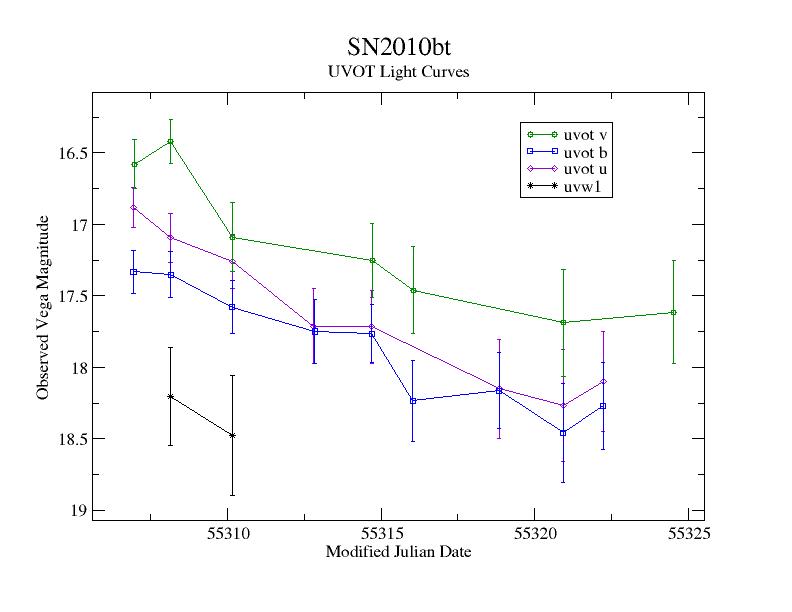 SN2010bt
UVOT Light Curves
uvot v
uvot b
uvot u
uvw1
Observed Vega Magnitude
16.5
17
17.5
18
18.5
19
55310
55315
55320
55325
Modified Julian Date